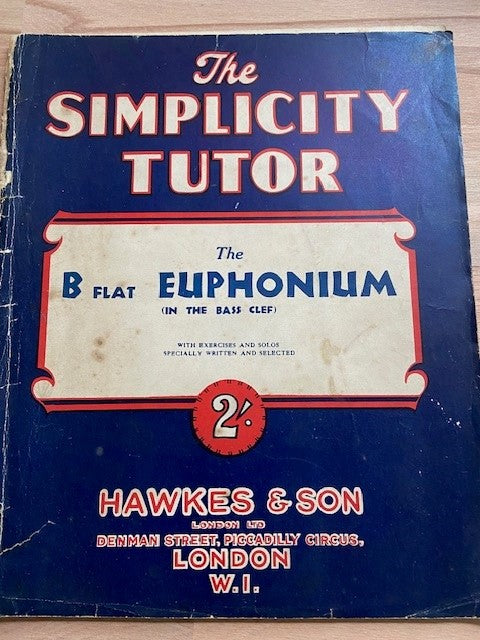 The
SIMPLICITY
TUTOR
The
B FLAT EUPHONIUM
(IN THE BASS CLEF)
WITH EXERCISES AND SOLOS
SPECIALLY WRITTEN AND SELECTED
2/.
HAWKES & SON
LONDON LTD
DENMAN STREET, PICCADILLY CIRCUS,
LONDON
W.I.